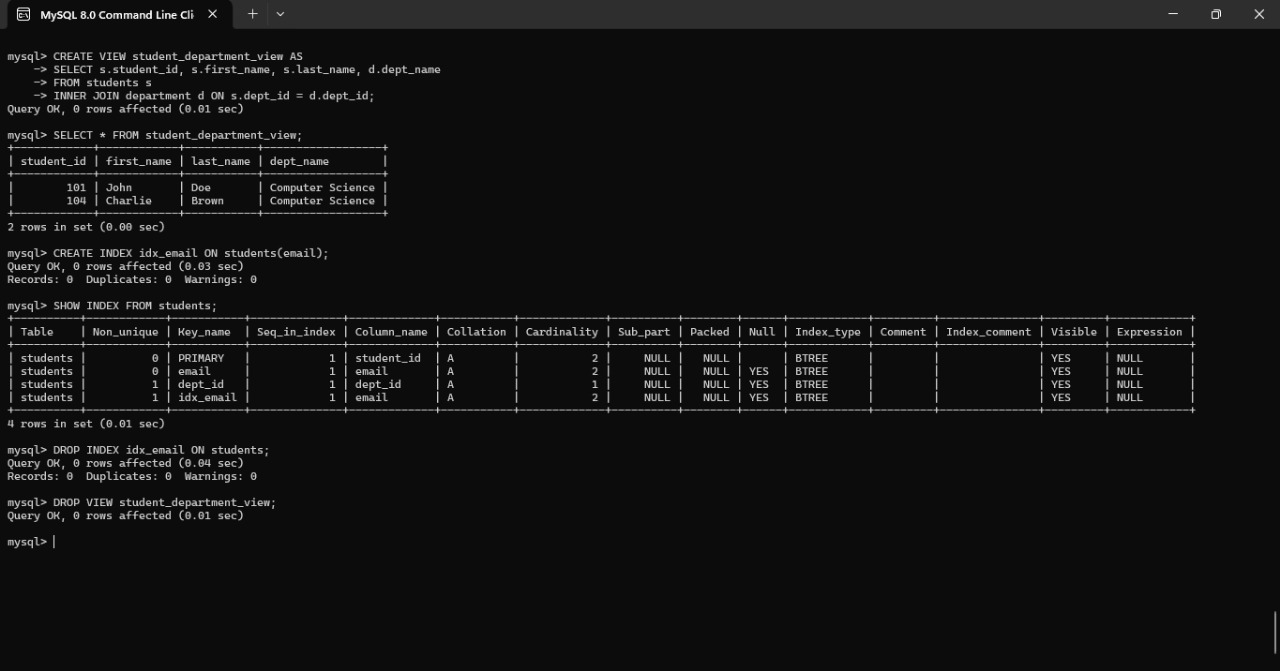 MySQL 8.0 Command Line Cli
mysql> CREATE VIEW student_department_view AS
    -> SELECT s.student_id, s.first_name, s.last_name, d.dept_name
    -> FROM students s
    -> INNER JOIN department d ON s.dept_id = d.dept_id;
Query OK, 0 rows affected (0.01 sec)

mysql> SELECT * FROM student_department_view;
+------------+------------+-----------+------------------+
| student_id | first_name | last_name | dept_name        |
+------------+------------+-----------+------------------+
|        101 | John       | Doe       | Computer Science |
|        104 | Charlie    | Brown     | Computer Science |
+------------+------------+-----------+------------------+
2 rows in set (0.00 sec)

mysql> CREATE INDEX idx_email ON students(email);
Query OK, 0 rows affected (0.03 sec)
Records: 0  Duplicates: 0  Warnings: 0

mysql> SHOW INDEX FROM students;
+----------+------------+-----------+--------------+-------------+-----------+-------------+----------+--------+------+------------+---------+---------------+---------+------------+
| Table    | Non_unique | Key_name  | Seq_in_index | Column_name | Collation | Cardinality | Sub_part | Packed | Null | Index_type | Comment | Index_comment | Visible | Expression |
+----------+------------+-----------+--------------+-------------+-----------+-------------+----------+--------+------+------------+---------+---------------+---------+------------+
| students |          0 | PRIMARY   |            1 | student_id  | A         |           2 |     NULL |   NULL |      | BTREE      |         |               | YES     | NULL       |
| students |          0 | email     |            1 | email       | A         |           2 |     NULL |   NULL | YES  | BTREE      |         |               | YES     | NULL       |
| students |          1 | dept_id   |            1 | dept_id     | A         |           1 |     NULL |   NULL | YES  | BTREE      |         |               | YES     | NULL       |
| students |          1 | idx_email |            1 | email       | A         |           2 |     NULL |   NULL | YES  | BTREE      |         |               | YES     | NULL       |
+----------+------------+-----------+--------------+-------------+-----------+-------------+----------+--------+------+------------+---------+---------------+---------+------------+
4 rows in set (0.01 sec)

mysql> DROP INDEX idx_email ON students;
Query OK, 0 rows affected (0.04 sec)
Records: 0  Duplicates: 0  Warnings: 0

mysql> DROP VIEW student_department_view;
Query OK, 0 rows affected (0.01 sec)

mysql>